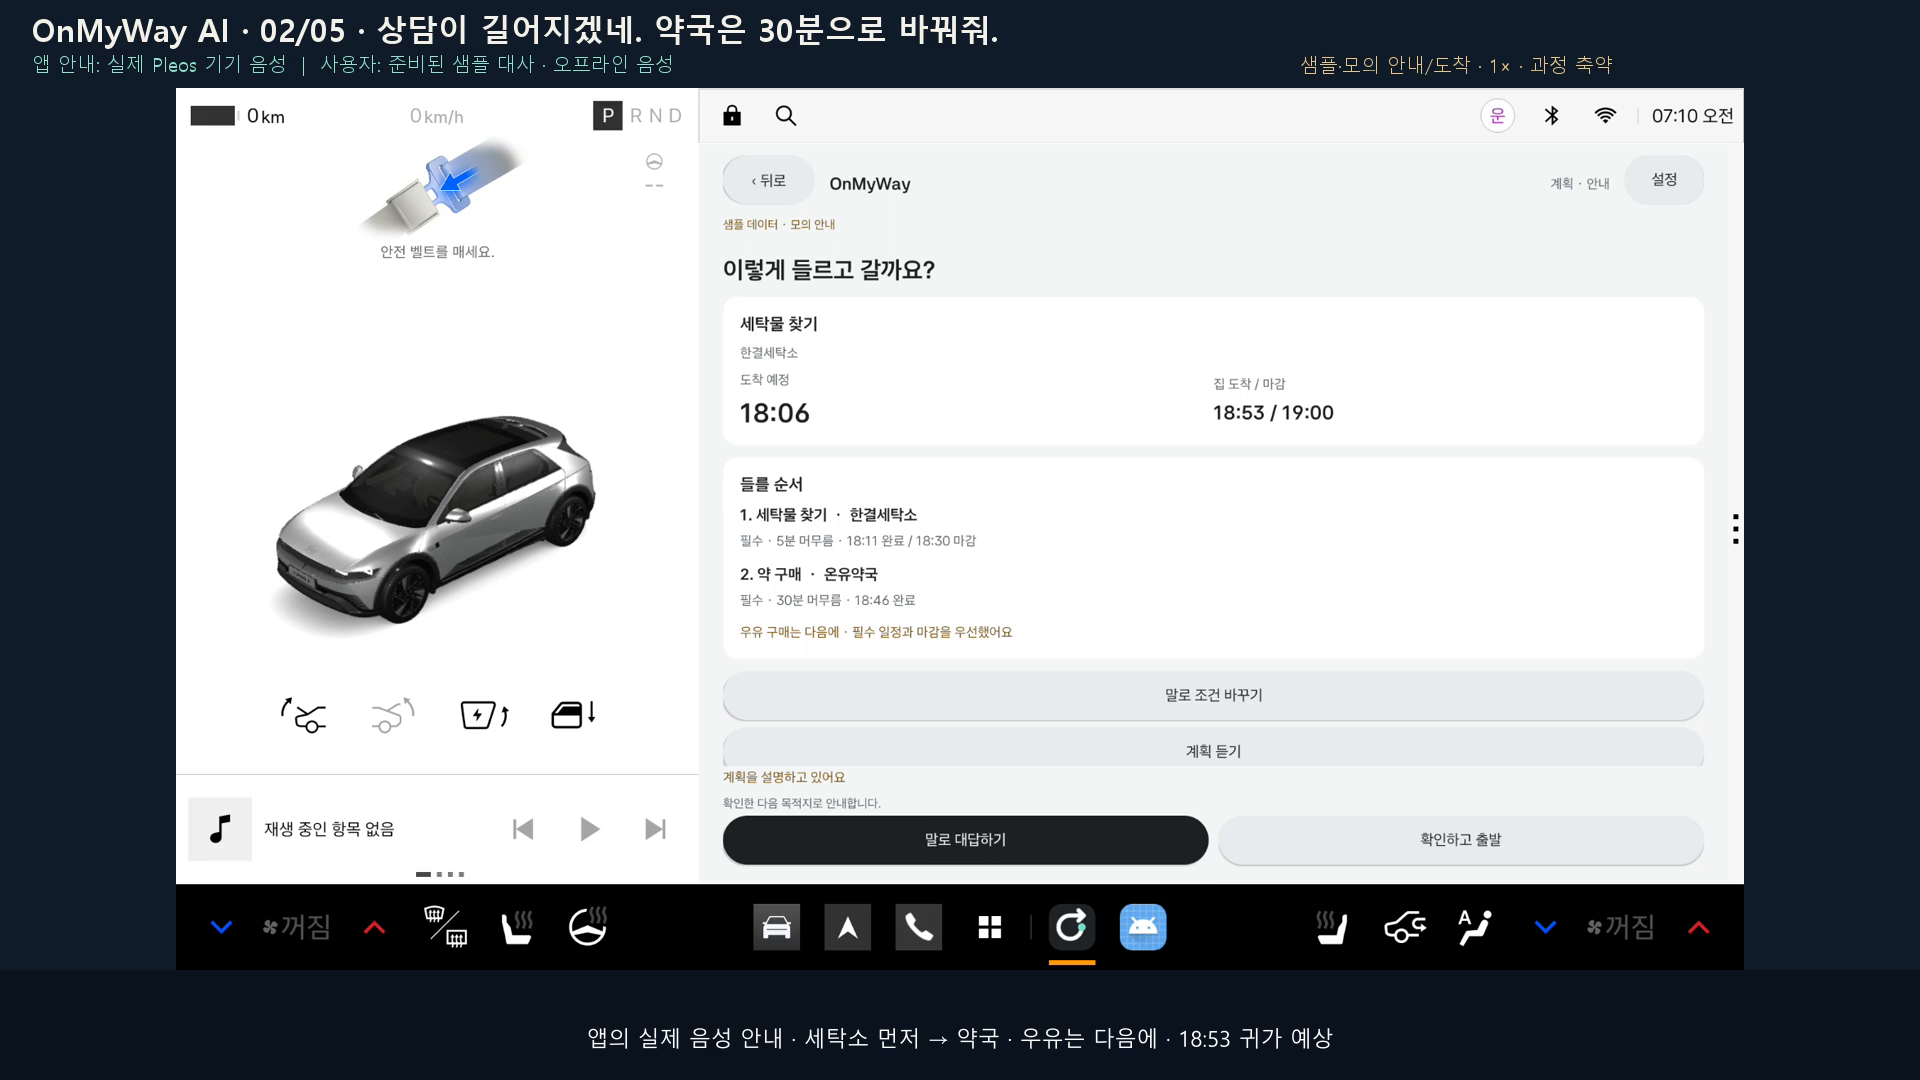 OnMyWay AI · 02/05 · 상담이 길어지겠네. 약국은 30분으로 바꿔줘.
앱 안내: 실제 Pleos 기기 음성 | 사용자: 준비된 샘플 대사 · 오프라인 음성
샘플·모의 안내/도착 · 1× · 과정 축약
0 km
0 km/h
P R N D
운
07:10 오전
안전 벨트를 매세요.
‹ 뒤로
OnMyWay
계획 · 안내
설정
샘플 데이터 · 모의 안내
이렇게 들르고 갈까요?
세탁물 찾기
한결세탁소
도착 예정
18:06
집 도착 / 마감
18:53 / 19:00
들를 순서
1. 세탁물 찾기 · 한결세탁소
필수 · 5분 머무름 · 18:11 완료 / 18:30 마감
2. 약 구매 · 온유약국
필수 · 30분 머무름 · 18:46 완료
우유 구매는 다음에 · 필수 일정과 마감을 우선했어요
말로 조건 바꾸기
계획 듣기
계획을 설명하고 있어요
확인한 다음 목적지로 안내합니다.
말로 대답하기
확인하고 출발
재생 중인 항목 없음
꺼짐
A
꺼짐
앱의 실제 음성 안내 · 세탁소 먼저 → 약국 · 우유는 다음에 · 18:53 귀가 예상